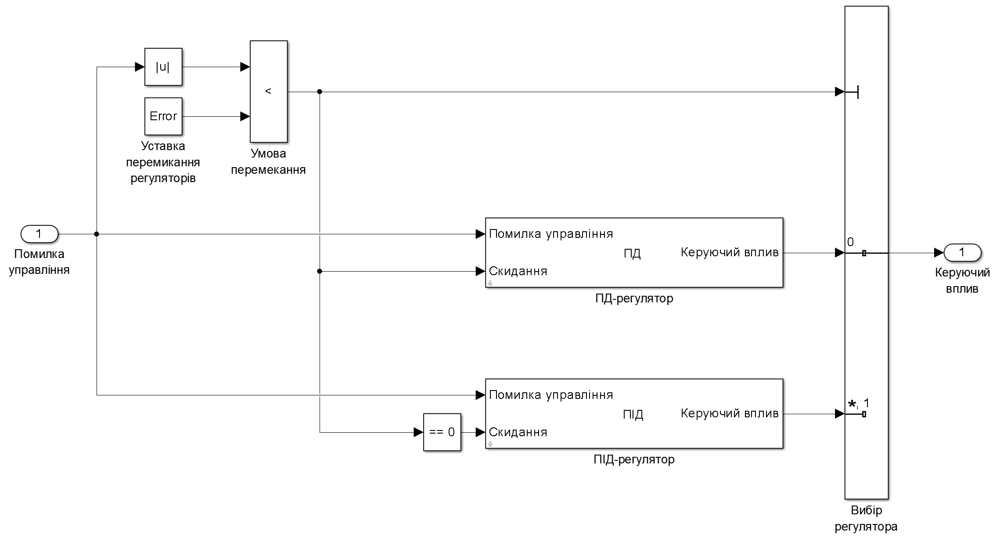 |u|
Error
Уставка
перемикання
регуляторів
<
Умова
перемекання
1
Помилка
управління
Помилка управління
ПД
Керуючий вплив
Скидання
ПД-регулятор
0
1
Керуючий
вплив
Помилка управління
ПІД
Керуючий вплив
== 0
Скидання
ПІД-регулятор
*, 1
Вибір
регулятора